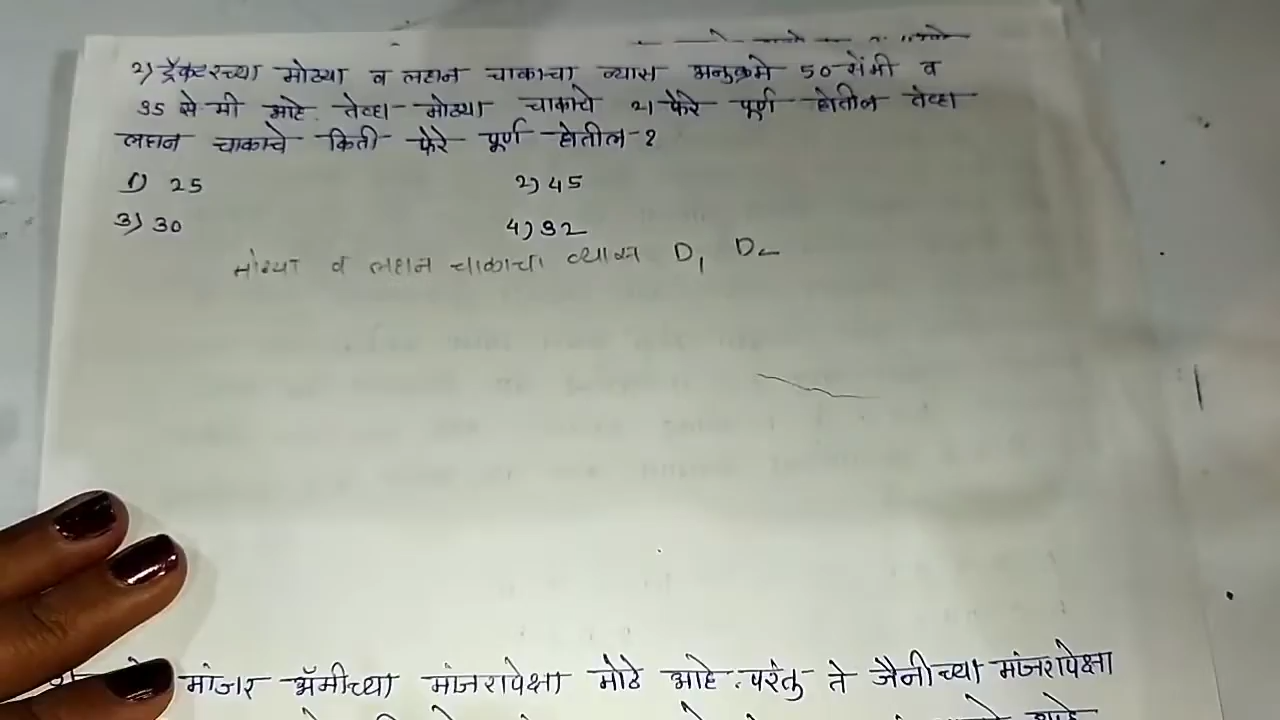 २) ट्रॅक्टरच्या मोठ्या व लहान चाकाचा व्यास अनुक्रमे 50 सेंमी व
35 से मी आहे. तेव्हा मोठ्या चाकाचे 21 फेरे पूर्ण होतील तेव्हा
लहान चाकाचे किती फेरे पूर्ण होतील ?
1) 25
2) 45
3) 30
4) 32
मोठ्या व लहान चाकाचा व्यास D1 D2
मांजर ॲमीच्या मांजरापेक्षा मोठे आहे. परंतु ते जैनीच्या मांजरापेक्षा